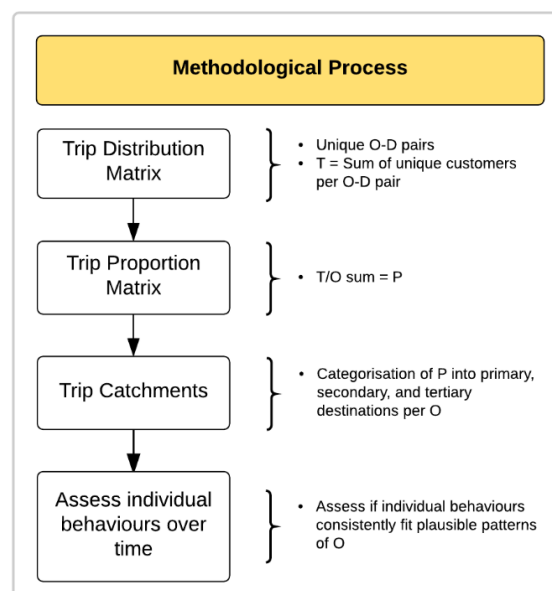 Methodological Process
Trip Distribution
Matrix
• Unique O-D pairs
• T = Sum of unique customers
per O-D pair
Trip Proportion
Matrix
• T/O sum = P
Trip Catchments
• Categorisation of P into primary,
secondary, and tertiary
destinations per O
Assess individual
behaviours over
time
• Assess if individual behaviours
consistently fit plausible patterns
of O